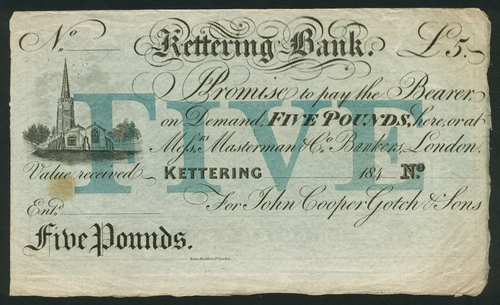 No Kettering Bank. £5.
I Promise to pay the Bearer,
on Demand, FIVE POUNDS, here, or at
Messrs Masterman & Co Bankers, London.
Value received KETTERING 184 No
Entd For John Cooper Gotch & Sons
Five Pounds.
FIVE